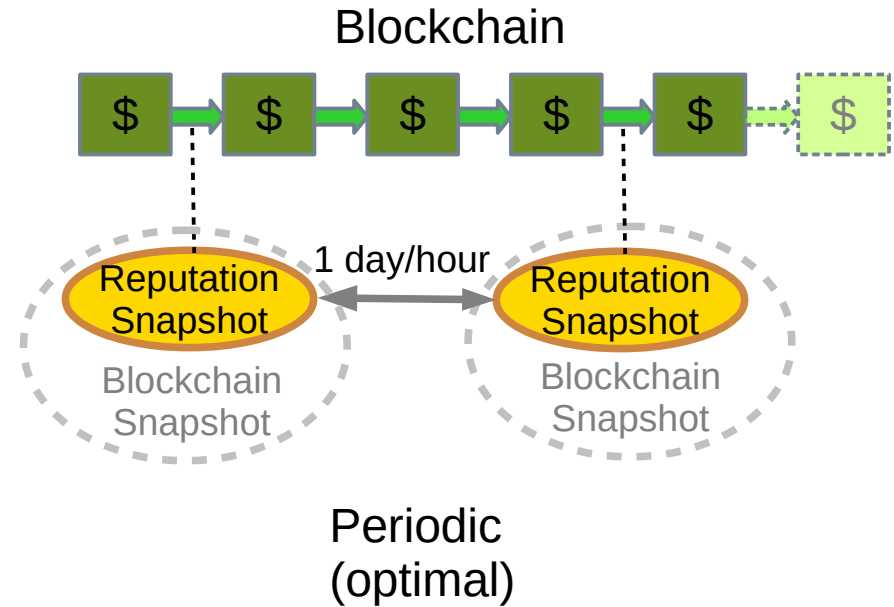 Blockchain
$ $ $ $ $ $
1 day/hour
Reputation
Snapshot
Reputation
Snapshot
Blockchain
Snapshot
Blockchain
Snapshot
Periodic
(optimal)